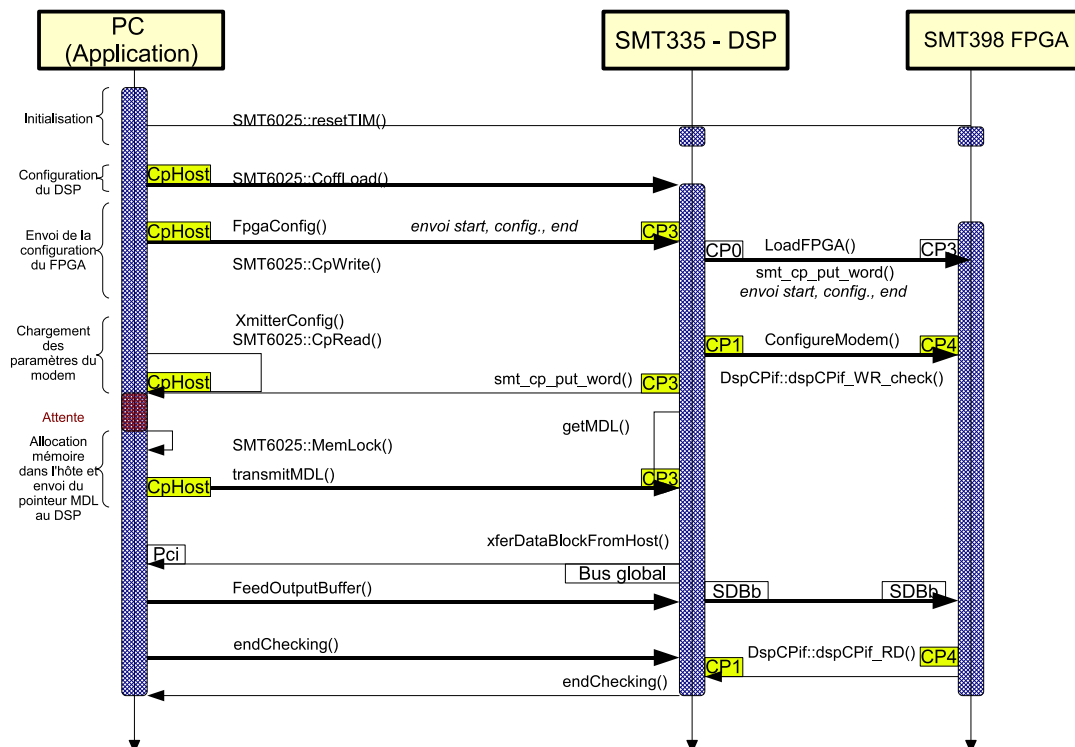 PC
(Application)
SMT335 - DSP
SMT398 FPGA
Initialisation
SMT6025::resetTIM()
Configuration
du DSP
CpHost
SMT6025::CoffLoad()
Envoi de la
configuration
du FPGA
CpHost
FpgaConfig()
envoi start, config., end
CP3
SMT6025::CpWrite()
CP0
LoadFPGA()
CP3
smt_cp_put_word()
envoi start, config., end
Chargement
des
paramètres du
modem
XmitterConfig()
SMT6025::CpRead()
CP1
ConfigureModem()
CP4
CpHost
smt_cp_put_word()
CP3
DspCPif::dspCPif_WR_check()
Attente
getMDL()
Allocation
mémoire
dans l'hôte et
envoi du
pointeur MDL
au DSP
SMT6025::MemLock()
CpHost
transmitMDL()
CP3
xferDataBlockFromHost()
Pci
Bus global
FeedOutputBuffer()
SDBb
SDBb
endChecking()
DspCPif::dspCPif_RD()
CP4
CP1
endChecking()